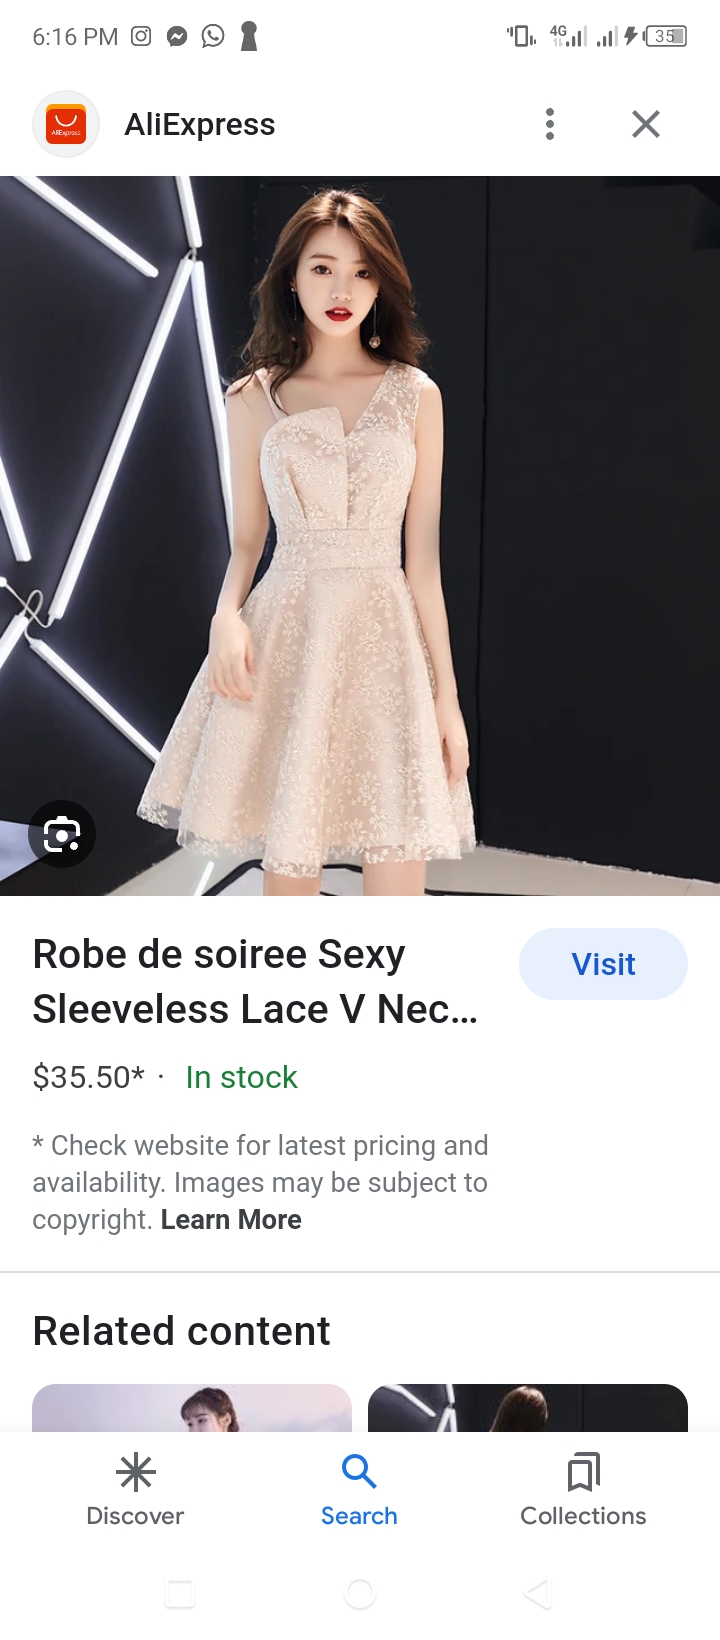 6:16 PM
4G
35
AliExpress
AliExpress
Robe de soiree Sexy
Sleeveless Lace V Nec...
Visit
$35.50* · In stock
* Check website for latest pricing and
availability. Images may be subject to
copyright. Learn More
Related content
Discover
Search
Collections